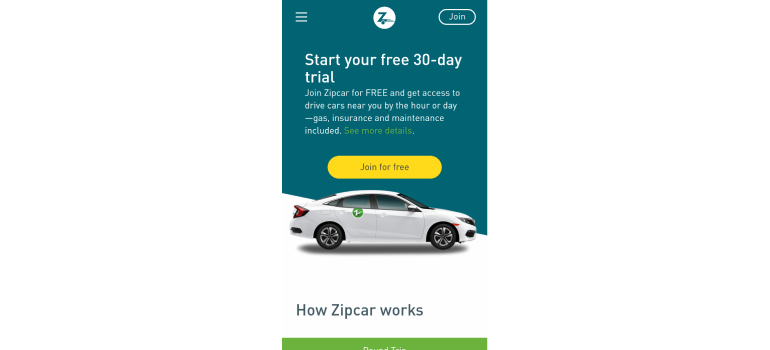 Z
Join
Start your free 30-day
trial
Join Zipcar for FREE and get access to
drive cars near you by the hour or day
—gas, insurance and maintenance
included. See more details.
Join for free
Z
How Zipcar works
Round Trip